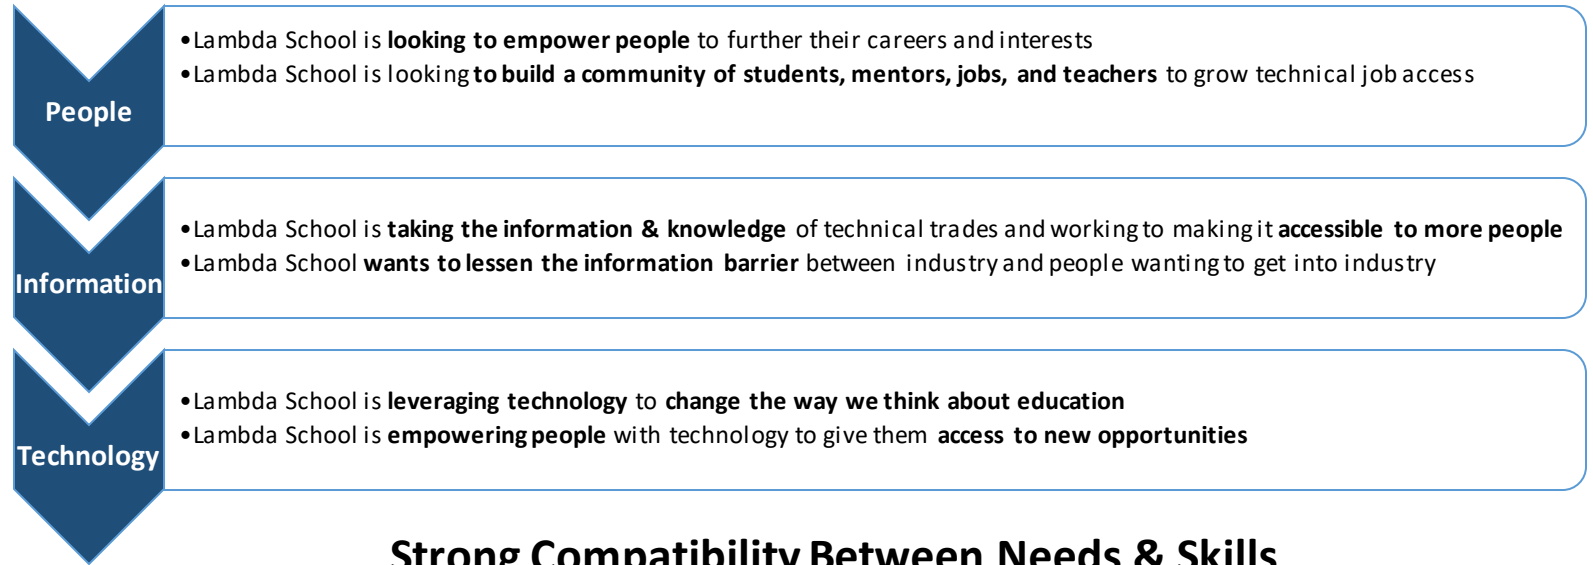 People
•Lambda School is looking to empower people to further their careers and interests
•Lambda School is looking to build a community of students, mentors, jobs, and teachers to grow technical job access
Information
•Lambda School is taking the information & knowledge of technical trades and working to making it accessible to more people
•Lambda School wants to lessen the information barrier between industry and people wanting to get into industry
Technology
•Lambda School is leveraging technology to change the way we think about education
•Lambda School is empowering people with technology to give them access to new opportunities
Strong Compatibility Between Needs & Skills